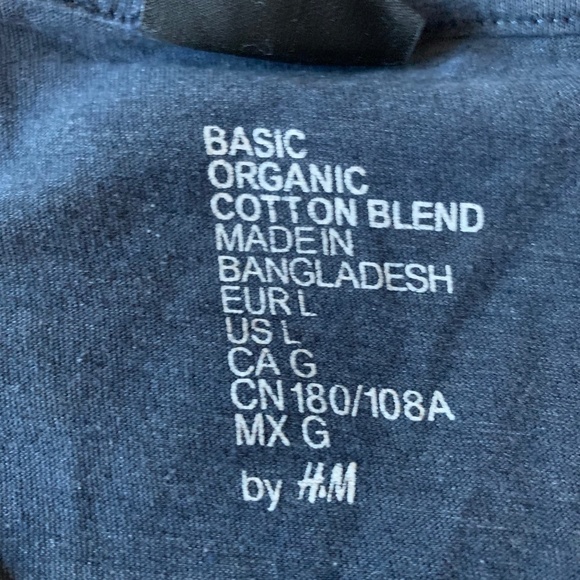 BASIC
ORGANIC
COTTON BLEND
MADE IN
BANGLADESH
EUR L
US L
CA G
CN 180/108A
MX G
by H&M